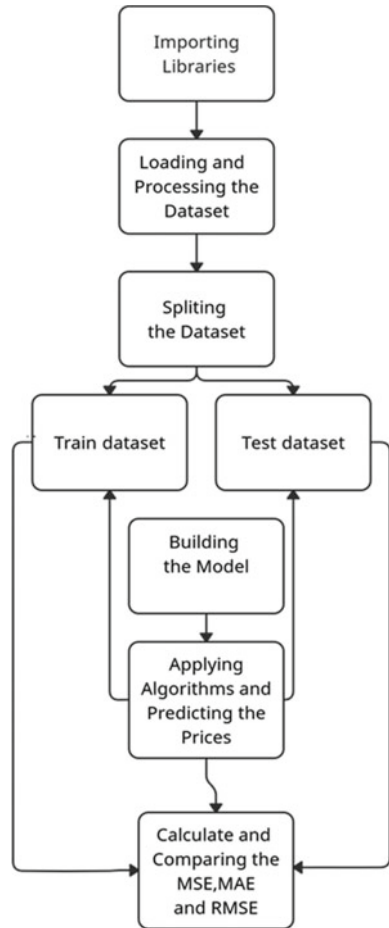 Importing
Libraries
Loading and
Processing the
Dataset
Spliting
the Dataset
Train dataset
Test dataset
Building
the Model
Applying
Algorithms and
Predicting the
Prices
Calculate and
Comparing the
MSE,MAE
and RMSE